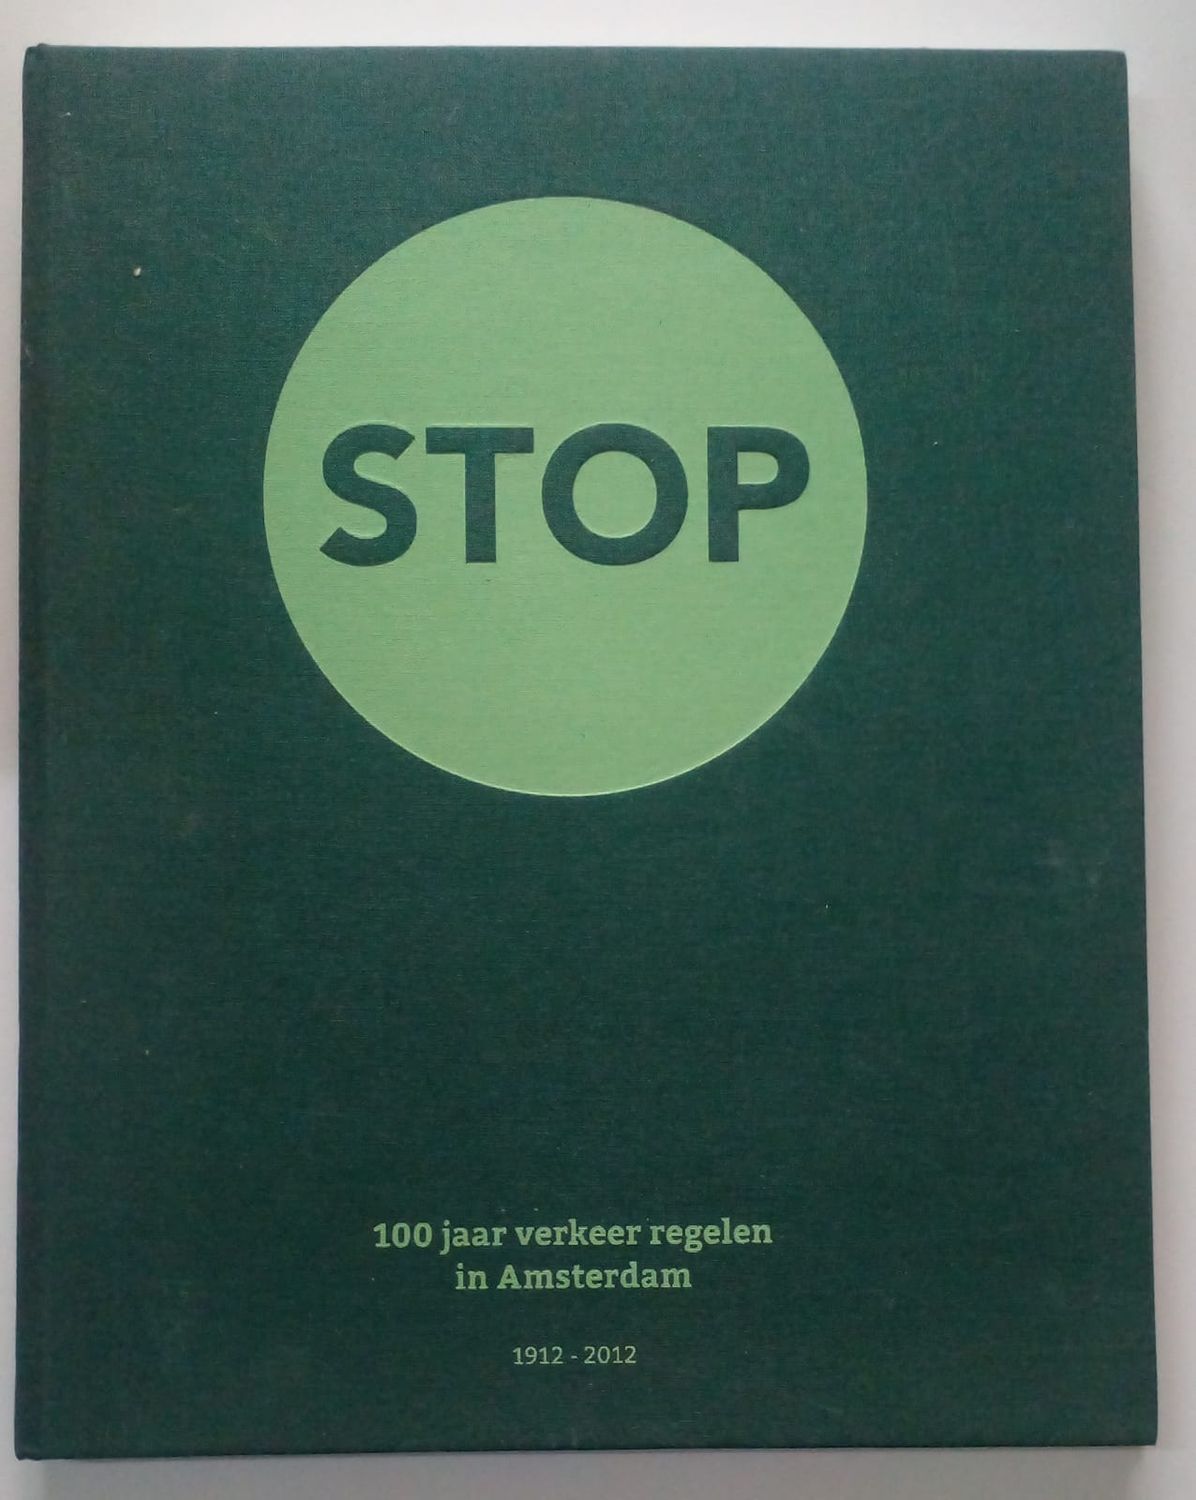 STOP
100 jaar verkeer regelen
in Amsterdam
1912 - 2012